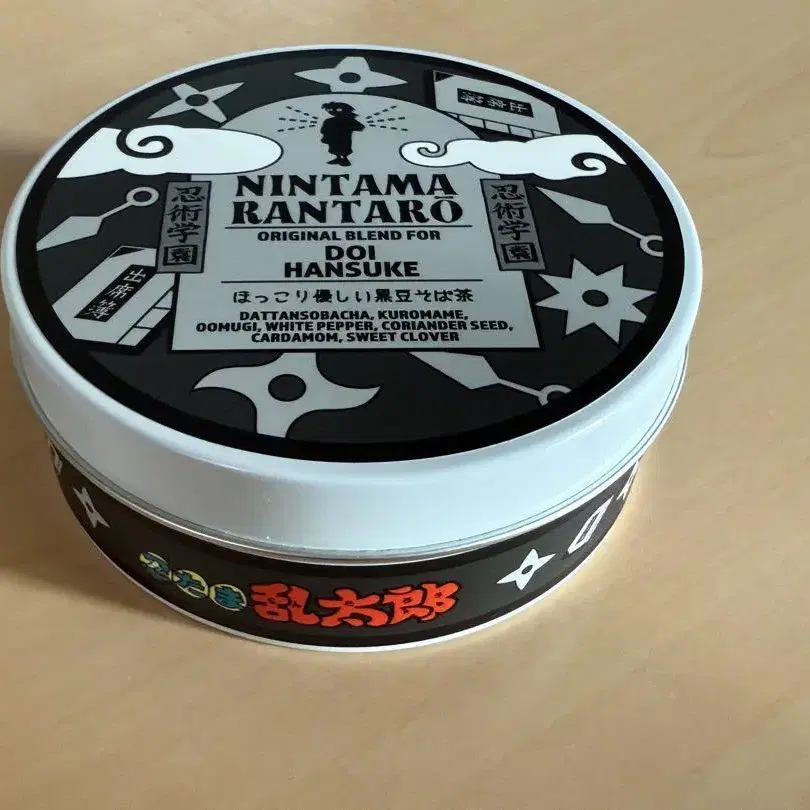 出席簿
NINTAMA
RANTARŌ
忍術学園
忍術学園
ORIGINAL BLEND FOR
DOI
HANSUKE
出席簿
ほっこり優しい黒豆そば茶
DATTANSOBACHA, KUROMAME,
OOMUGI, WHITE PEPPER, CORIANDER SEED,
CARDAMOM, SWEET CLOVER
忍たま乱太郎